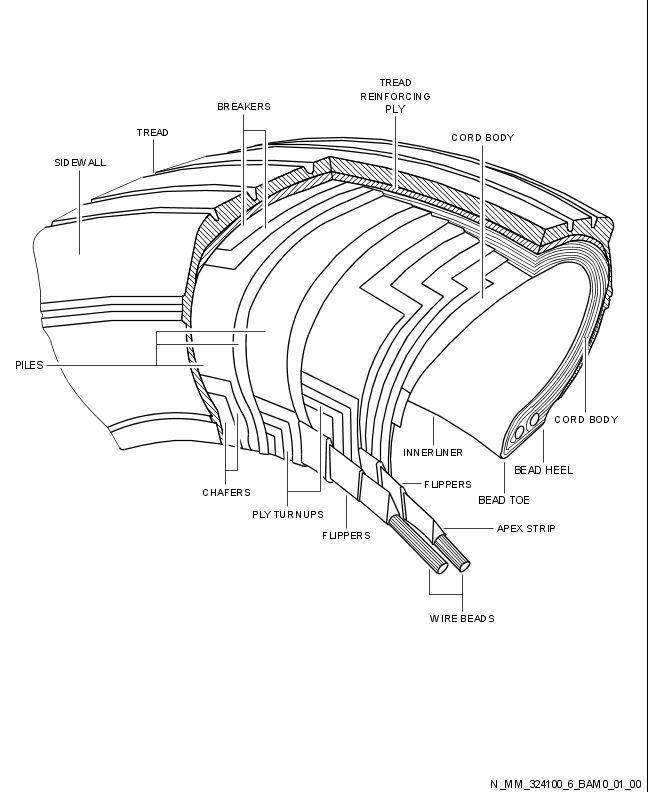 TREAD
REINFORCING
PLY
BREAKERS
TREAD
CORD BODY
SIDEWALL
PILES
CORD BODY
INNERLINER
BEAD HEEL
FLIPPERS
CHAFERS
BEAD TOE
PLY TURNUPS
APEX STRIP
FLIPPERS
WIRE BEADS
N_MM_324100_6_BAM0_01_00